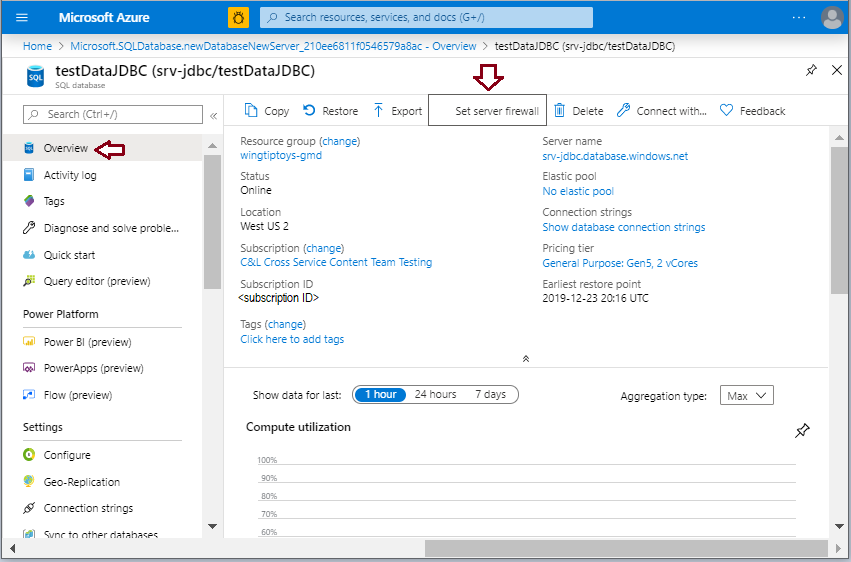 Microsoft Azure
Search resources, services, and docs (G+/)
Home > Microsoft.SQLDatabase.newDatabaseNewServer_210ee6811f0546579a8ac - Overview > testDataJDBC (srv-jdbc/testDataJDBC)
testDataJDBC (srv-jdbc/testDataJDBC)
SQL database
SQL
Search (Ctrl+/)
Overview
Activity log
Tags
Diagnose and solve proble...
Quick start
Query editor (preview)
Power Platform
Power BI (preview)
PowerApps (preview)
Flow (preview)
Settings
Configure
Geo-Replication
Connection strings
Sync to other databases
Copy Restore Export Set server firewall Delete Connect with... Feedback
Resource group (change)
wingtiptoys-gmd
Status
Online
Location
West US 2
Subscription (change)
C&L Cross Service Content Team Testing
Subscription ID
<subscription ID>
Tags (change)
Click here to add tags
Server name
srv-jdbc.database.windows.net
Elastic pool
No elastic pool
Connection strings
Show database connection strings
Pricing tier
General Purpose: Gen5, 2 vCores
Earliest restore point
2019-12-23 20:16 UTC
Show data for last: 1 hour 24 hours 7 days
Aggregation type: Max
Compute utilization
100%
90%
80%
70%
60%